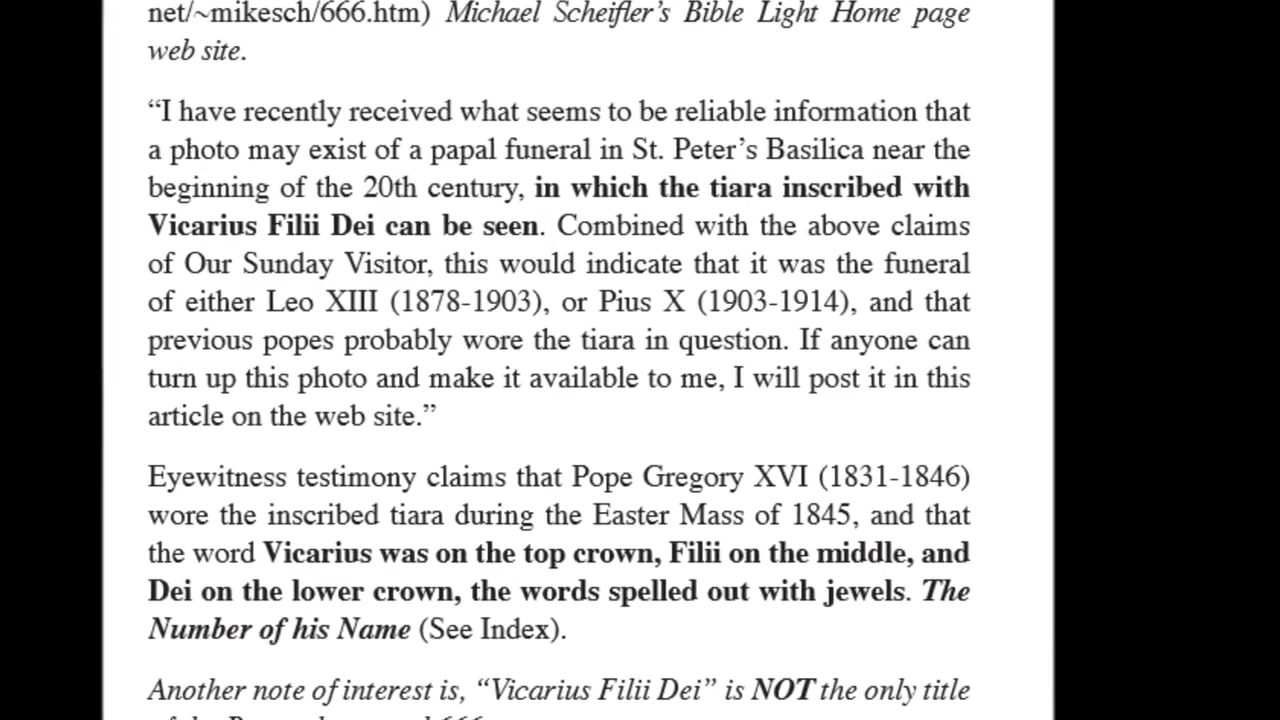 net/~mikesch/666.htm) Michael Scheifler’s Bible Light Home page
web site.
“I have recently received what seems to be reliable information that
a photo may exist of a papal funeral in St. Peter’s Basilica near the
beginning of the 20th century, in which the tiara inscribed with
Vicarius Filii Dei can be seen. Combined with the above claims
of Our Sunday Visitor, this would indicate that it was the funeral
of either Leo XIII (1878-1903), or Pius X (1903-1914), and that
previous popes probably wore the tiara in question. If anyone can
turn up this photo and make it available to me, I will post it in this
article on the web site.”
Eyewitness testimony claims that Pope Gregory XVI (1831-1846)
wore the inscribed tiara during the Easter Mass of 1845, and that
the word Vicarius was on the top crown, Filii on the middle, and
Dei on the lower crown, the words spelled out with jewels. The
Number of his Name (See Index).
Another note of interest is, “Vicarius Filii Dei” is NOT the only title